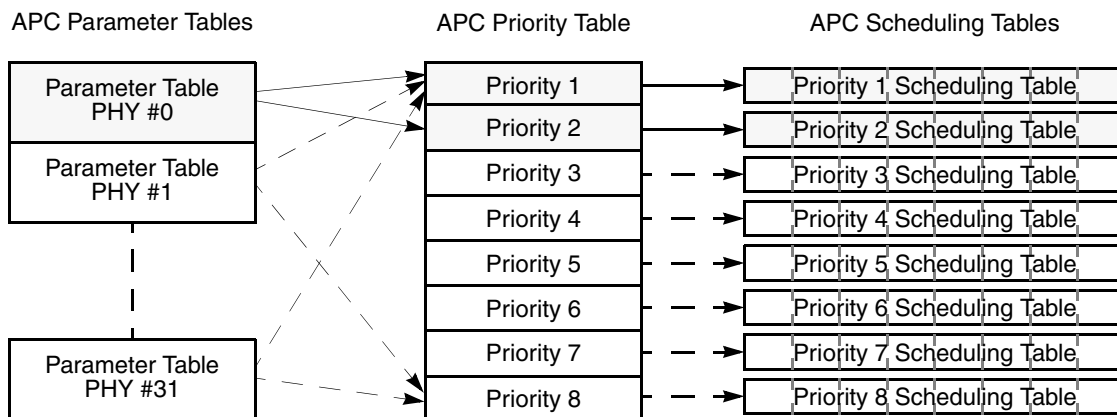 APC Parameter Tables
APC Priority Table
APC Scheduling Tables
Parameter Table
PHY #0
Parameter Table
PHY #1
Parameter Table
PHY #31
Priority 1
Priority 2
Priority 3
Priority 4
Priority 5
Priority 6
Priority 7
Priority 8
Priority 1 Scheduling Table
Priority 2 Scheduling Table
Priority 3 Scheduling Table
Priority 4 Scheduling Table
Priority 5 Scheduling Table
Priority 6 Scheduling Table
Priority 7 Scheduling Table
Priority 8 Scheduling Table